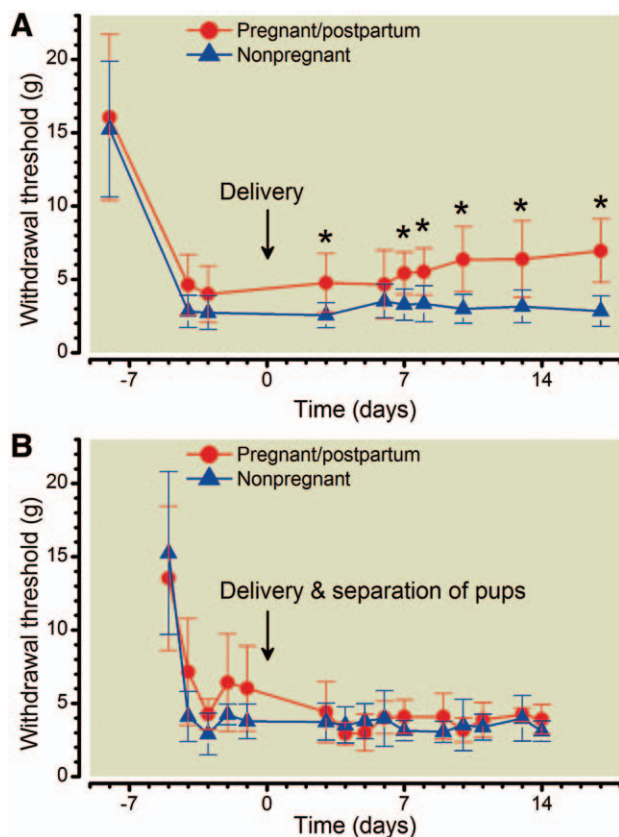 A
Pregnant/postpartum
Nonpregnant
Withdrawal threshold (g)
20
15
10
5
0
Delivery
* * * * * *
-7 0 7 14
Time (days)
B
Pregnant/postpartum
Nonpregnant
Withdrawal threshold (g)
20
15
10
5
0
Delivery & separation of pups
-7 0 7 14
Time (days)